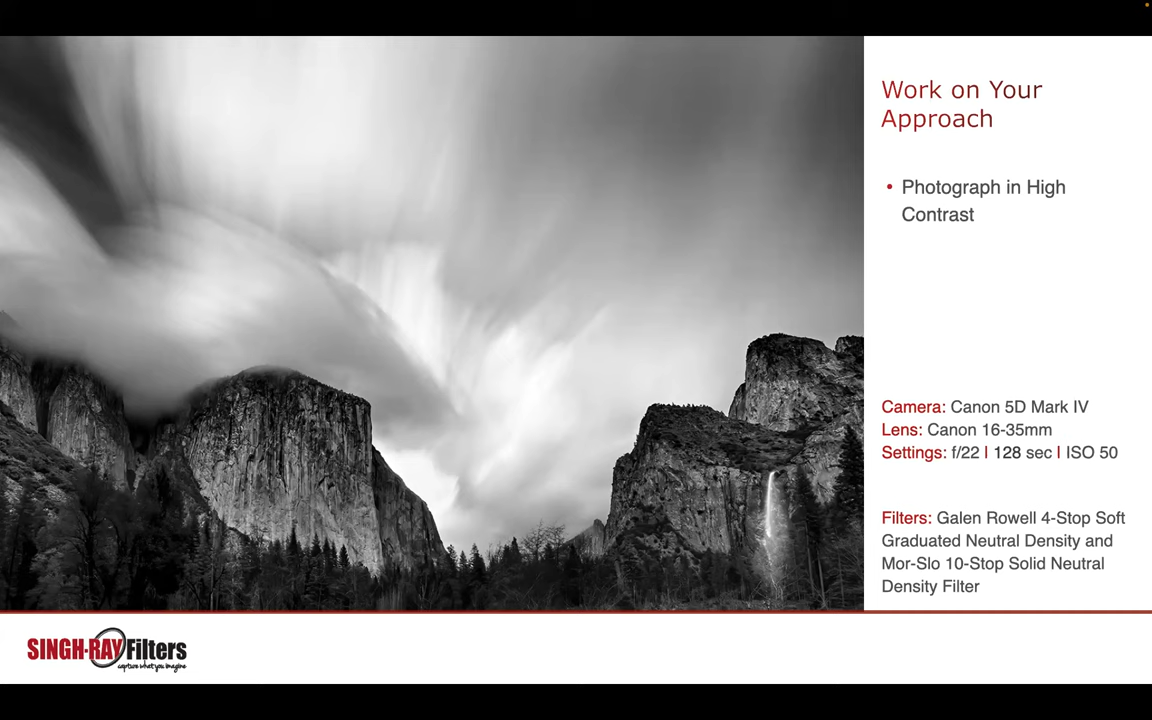 Work on Your
Approach
• Photograph in High
Contrast
Camera: Canon 5D Mark IV
Lens: Canon 16-35mm
Settings: f/22 | 128 sec | ISO 50
Filters: Galen Rowell 4-Stop Soft
Graduated Neutral Density and
Mor-Slo 10-Stop Solid Neutral
Density Filter
SINGH-RAY Filters
capture what you imagine